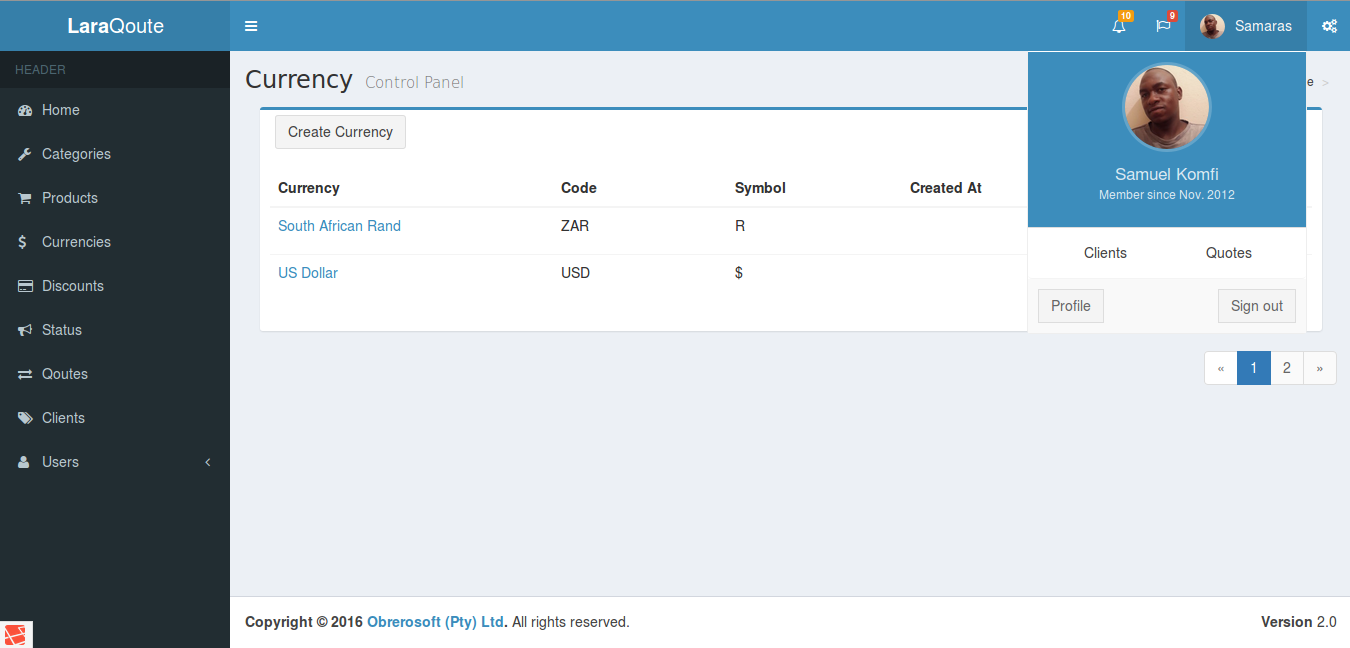 LaraQoute
10
9
Samaras
HEADER
Home
Categories
Products
$ Currencies
Discounts
Status
Qoutes
Clients
Users
Currency Control Panel
e >
Create Currency
Currency Code Symbol Created At
South African Rand ZAR R
US Dollar USD $
Samuel Komfi
Member since Nov. 2012
Clients Quotes
Profile Sign out
« 1 2 »
Copyright © 2016 Obrerosoft (Pty) Ltd. All rights reserved.
Version 2.0